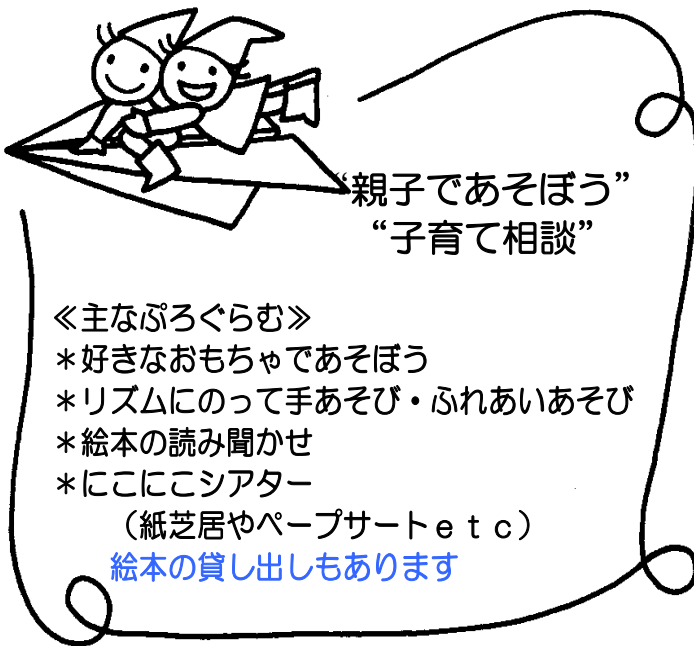 “親子であそぼう”
“子育て相談”
≪主なぷろぐらむ≫
＊好きなおもちゃであそぼう
＊リズムにのって手あそび・ふれあいあそび
＊絵本の読み聞かせ
＊にこにこシアター
（紙芝居やペープサートｅｔｃ）
絵本の貸し出しもあります